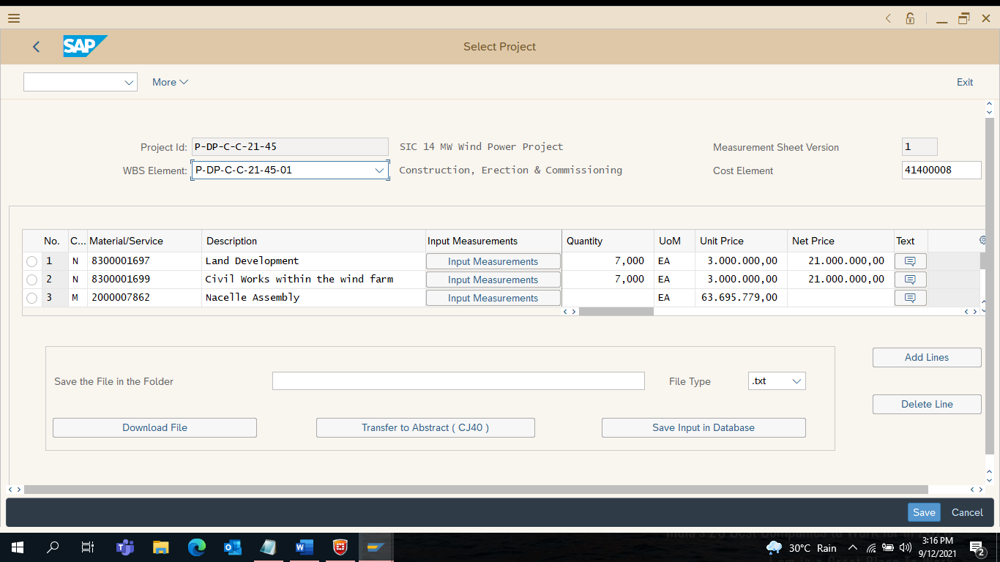 SAP
Select Project
More
Exit
Project Id: P-DP-C-C-21-45 SIC 14 MW Wind Power Project Measurement Sheet Version 1
WBS Element: P-DP-C-C-21-45-01 Construction, Erection & Commissioning Cost Element 41400008
No. C... Material/Service Description Input Measurements Quantity UoM Unit Price Net Price Text
1 N 8300001697 Land Development Input Measurements 7,000 EA 3.000.000,00 21.000.000,00
2 N 8300001699 Civil Works within the wind farm Input Measurements 7,000 EA 3.000.000,00 21.000.000,00
3 M 2000007862 Nacelle Assembly Input Measurements EA 63.695.779,00
Add Lines
Save the File in the Folder File Type .txt
Delete Line
Download File Transfer to Abstract ( CJ40 ) Save Input in Database
Save Cancel
30°C Rain
3:16 PM
9/12/2021
2